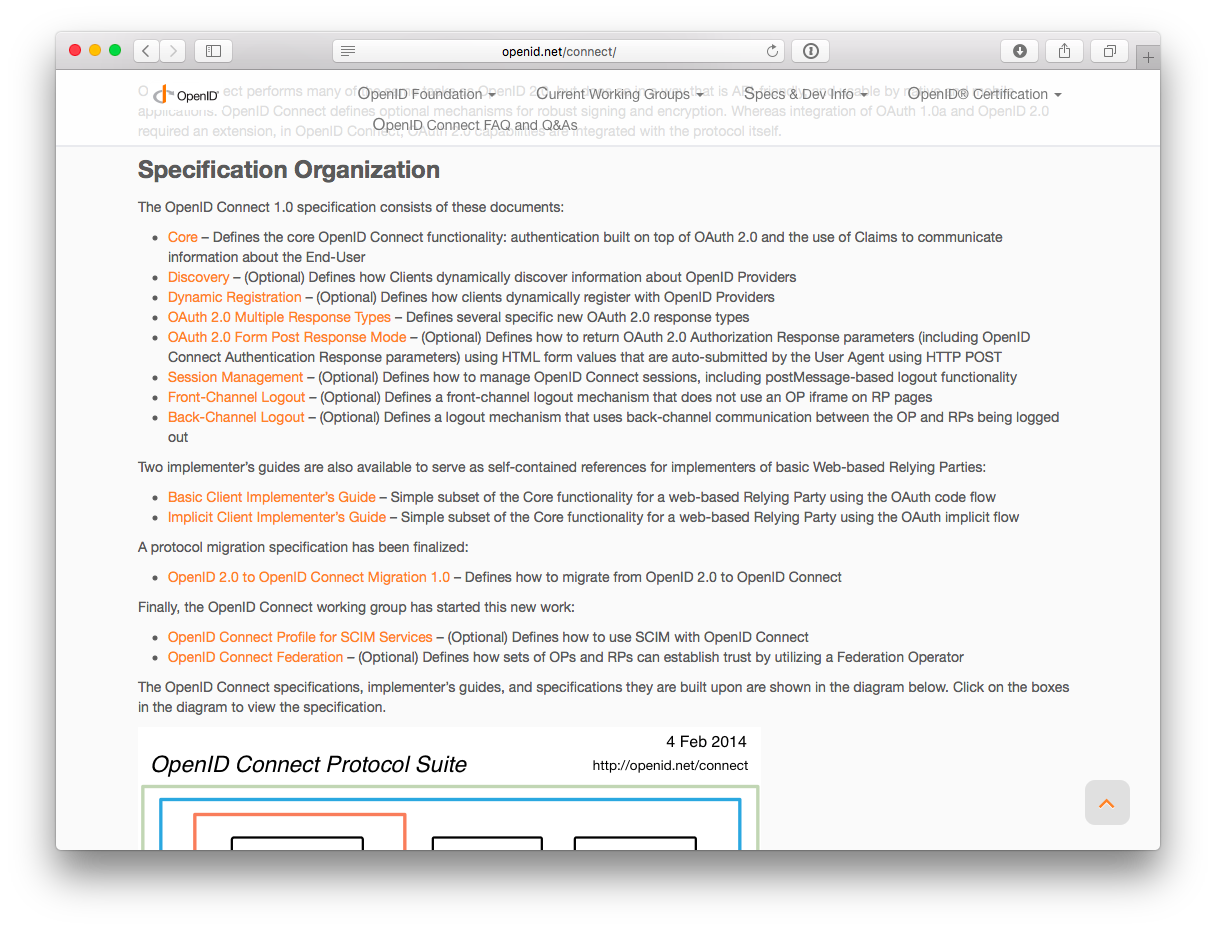 openid.net/connect/
OpenID
OpenID Foundation
Current Working Groups
Specs & Dev Info
OpenID® Certification
OpenID Connect FAQ and Q&As
ect performs many of
that is
by
applications. OpenID Connect defines optional mechanisms for robust signing and encryption. Whereas integration of OAuth 1.0a and OpenID 2.0
required an extension, in OpenID Connect, OAuth 2.0 capabilities are integrated with the protocol itself.
Specification Organization
The OpenID Connect 1.0 specification consists of these documents:
• Core – Defines the core OpenID Connect functionality: authentication built on top of OAuth 2.0 and the use of Claims to communicate
information about the End-User
• Discovery – (Optional) Defines how Clients dynamically discover information about OpenID Providers
• Dynamic Registration – (Optional) Defines how clients dynamically register with OpenID Providers
• OAuth 2.0 Multiple Response Types – Defines several specific new OAuth 2.0 response types
• OAuth 2.0 Form Post Response Mode – (Optional) Defines how to return OAuth 2.0 Authorization Response parameters (including OpenID
Connect Authentication Response parameters) using HTML form values that are auto-submitted by the User Agent using HTTP POST
• Session Management – (Optional) Defines how to manage OpenID Connect sessions, including postMessage-based logout functionality
• Front-Channel Logout – (Optional) Defines a front-channel logout mechanism that does not use an OP iframe on RP pages
• Back-Channel Logout – (Optional) Defines a logout mechanism that uses back-channel communication between the OP and RPs being logged
out
Two implementer’s guides are also available to serve as self-contained references for implementers of basic Web-based Relying Parties:
• Basic Client Implementer’s Guide – Simple subset of the Core functionality for a web-based Relying Party using the OAuth code flow
• Implicit Client Implementer’s Guide – Simple subset of the Core functionality for a web-based Relying Party using the OAuth implicit flow
A protocol migration specification has been finalized:
• OpenID 2.0 to OpenID Connect Migration 1.0 – Defines how to migrate from OpenID 2.0 to OpenID Connect
Finally, the OpenID Connect working group has started this new work:
• OpenID Connect Profile for SCIM Services – (Optional) Defines how to use SCIM with OpenID Connect
• OpenID Connect Federation – (Optional) Defines how sets of OPs and RPs can establish trust by utilizing a Federation Operator
The OpenID Connect specifications, implementer’s guides, and specifications they are built upon are shown in the diagram below. Click on the boxes
in the diagram to view the specification.
4 Feb 2014
OpenID Connect Protocol Suite
http://openid.net/connect